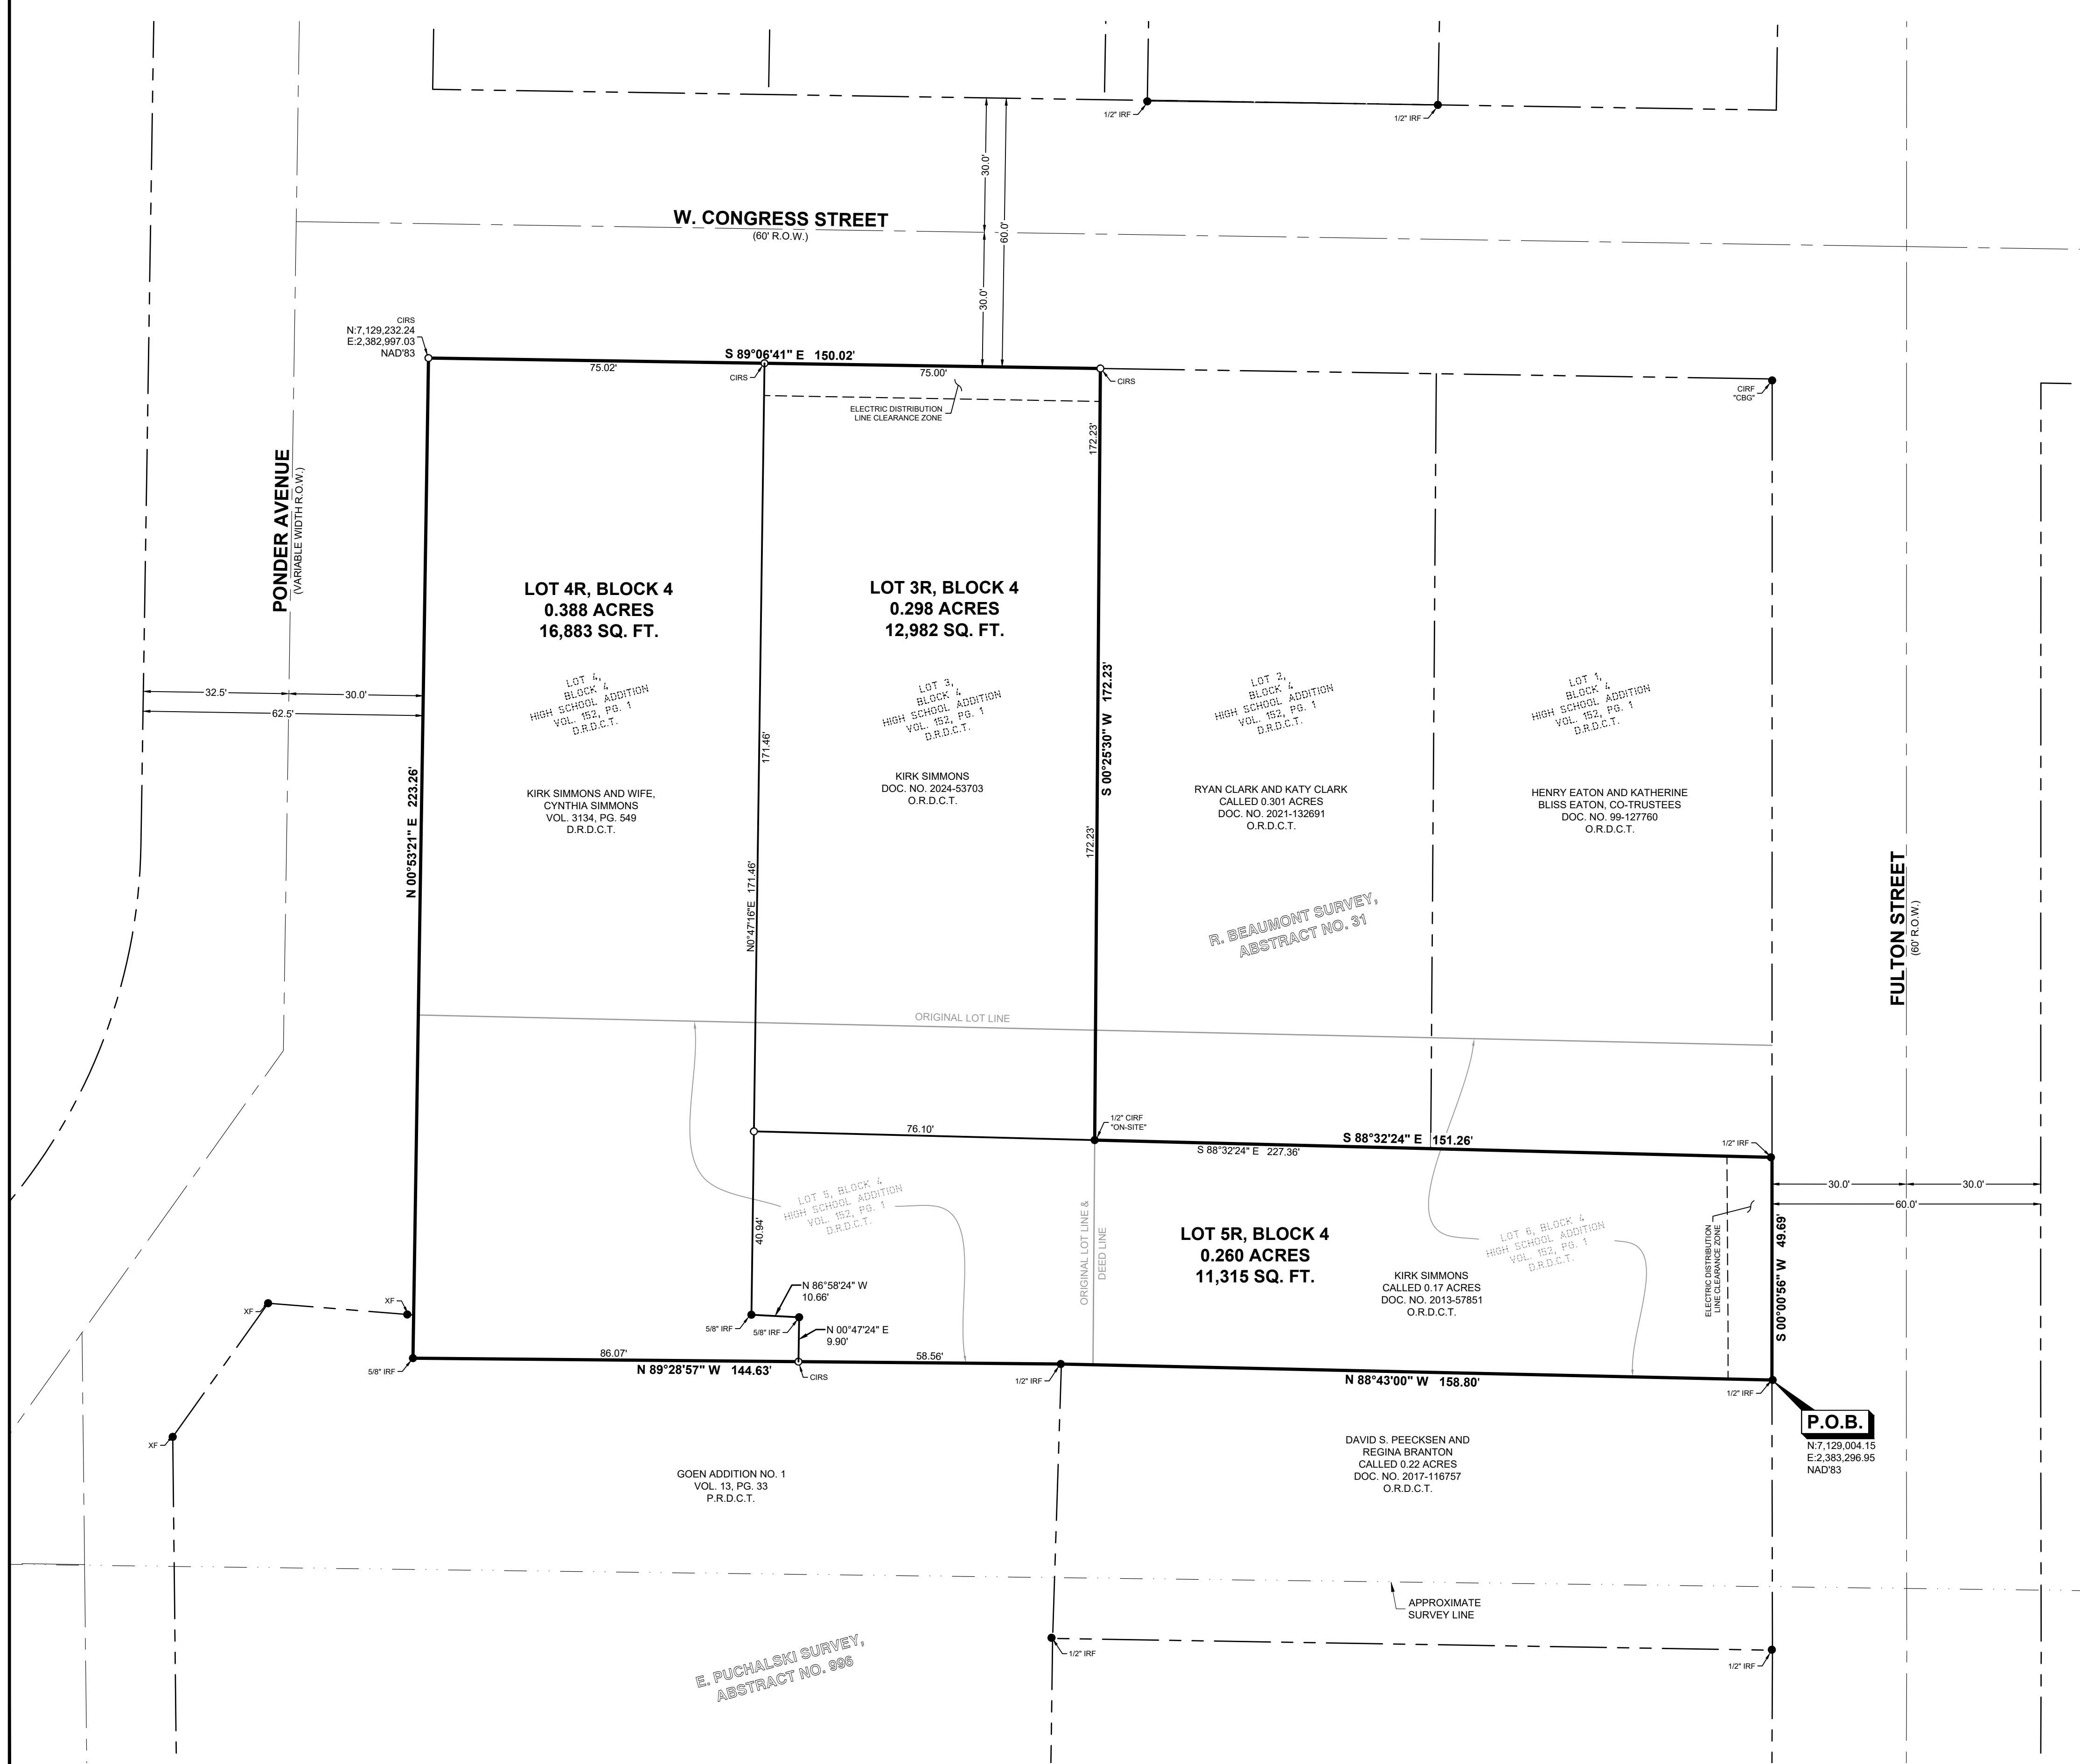 1/2" IRF
1/2" IRF
30.0'
60.0'
30.0'
W. CONGRESS STREET
(60' R.O.W.)
CIRS
N:7,129,232.24
E:2,382,997.03
NAD'83
S 89°06'41" E 150.02'
75.02'
CIRS
75.00'
CIRS
ELECTRIC DISTRIBUTION
LINE CLEARANCE ZONE
CIRF
"CBG"
172.23'
PONDER AVENUE
(VARIABLE WIDTH R.O.W.)
LOT 4R, BLOCK 4
0.388 ACRES
16,883 SQ. FT.
LOT 3R, BLOCK 4
0.298 ACRES
12,982 SQ. FT.
32.5'
30.0'
62.5'
LOT 4,
BLOCK 4
HIGH SCHOOL ADDITION
VOL. 152, PG. 1
D.R.D.C.T.
LOT 3,
BLOCK 4
HIGH SCHOOL ADDITION
VOL. 152, PG. 1
D.R.D.C.T.
LOT 2,
BLOCK 4
HIGH SCHOOL ADDITION
VOL. 152, PG. 1
D.R.D.C.T.
LOT 1,
BLOCK 4
HIGH SCHOOL ADDITION
VOL. 152, PG. 1
D.R.D.C.T.
171.46'
S 00°25'30" W 172.23'
N 00°53'21" E 223.26'
KIRK SIMMONS AND WIFE,
CYNTHIA SIMMONS
VOL. 3134, PG. 549
D.R.D.C.T.
KIRK SIMMONS
DOC. NO. 2024-53703
O.R.D.C.T.
RYAN CLARK AND KATY CLARK
CALLED 0.301 ACRES
DOC. NO. 2021-132691
O.R.D.C.T.
HENRY EATON AND KATHERINE
BLISS EATON, CO-TRUSTEES
DOC. NO. 99-127760
O.R.D.C.T.
172.23'
N0°47'16"E 171.46'
R. BEAUMONT SURVEY,
ABSTRACT NO. 31
FULTON STREET
(60' R.O.W.)
ORIGINAL LOT LINE
76.10'
1/2" CIRF
"ON-SITE"
S 88°32'24" E 151.26'
S 88°32'24" E 227.36'
1/2" IRF
30.0'
30.0'
60.0'
LOT 5, BLOCK 4
HIGH SCHOOL ADDITION
VOL. 152, PG. 1
D.R.D.C.T.
40.94'
ORIGINAL LOT LINE &
DEED LINE
LOT 5R, BLOCK 4
0.260 ACRES
11,315 SQ. FT.
LOT 6, BLOCK 4
HIGH SCHOOL ADDITION
VOL. 152, PG. 1
D.R.D.C.T.
KIRK SIMMONS
CALLED 0.17 ACRES
DOC. NO. 2013-57851
O.R.D.C.T.
ELECTRIC DISTRIBUTION
LINE CLEARANCE ZONE
S 00°00'56" W 49.69'
N 86°58'24" W
10.66'
XF
XF
5/8" IRF
5/8" IRF
N 00°47'24" E
9.90'
5/8" IRF
86.07'
N 89°28'57" W 144.63'
CIRS
58.56'
1/2" IRF
N 88°43'00" W 158.80'
1/2" IRF
P.O.B.
N:7,129,004.15
E:2,383,296.95
NAD'83
XF
GOEN ADDITION NO. 1
VOL. 13, PG. 33
P.R.D.C.T.
DAVID S. PEECKSEN AND
REGINA BRANTON
CALLED 0.22 ACRES
DOC. NO. 2017-116757
O.R.D.C.T.
APPROXIMATE
SURVEY LINE
E. PUCHALSKI SURVEY,
ABSTRACT NO. 996
1/2" IRF
1/2" IRF